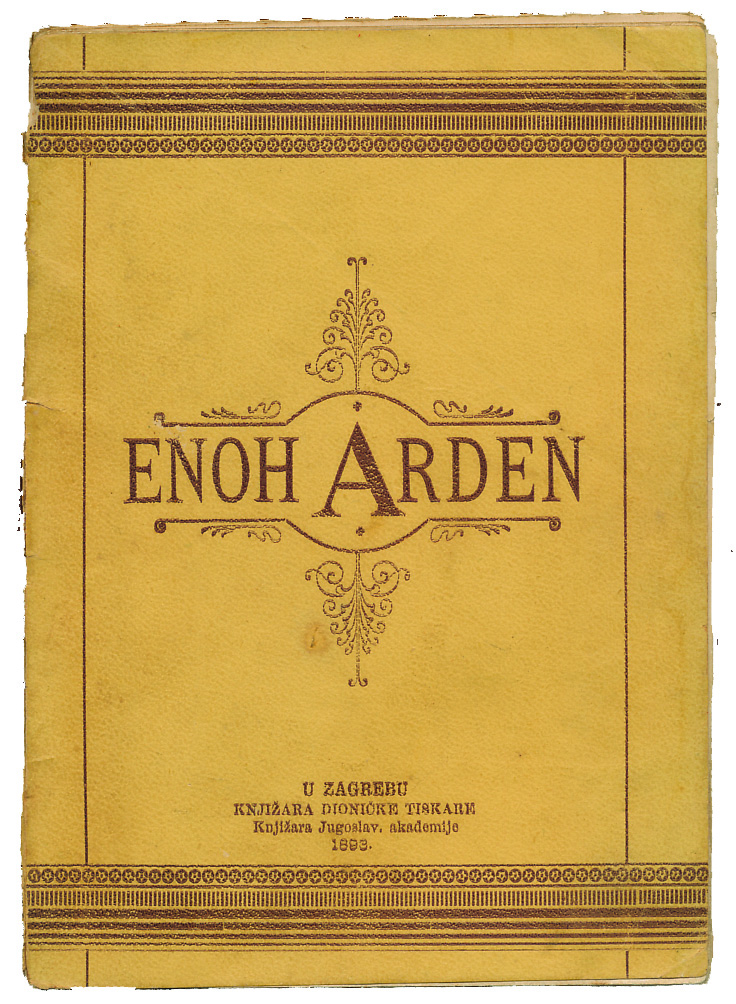 ENOH ARDEN
U ZAGREBU
KNJIŽARA DIONIČKE TISKARE
Knjižara Jugoslav. akademije
1893.